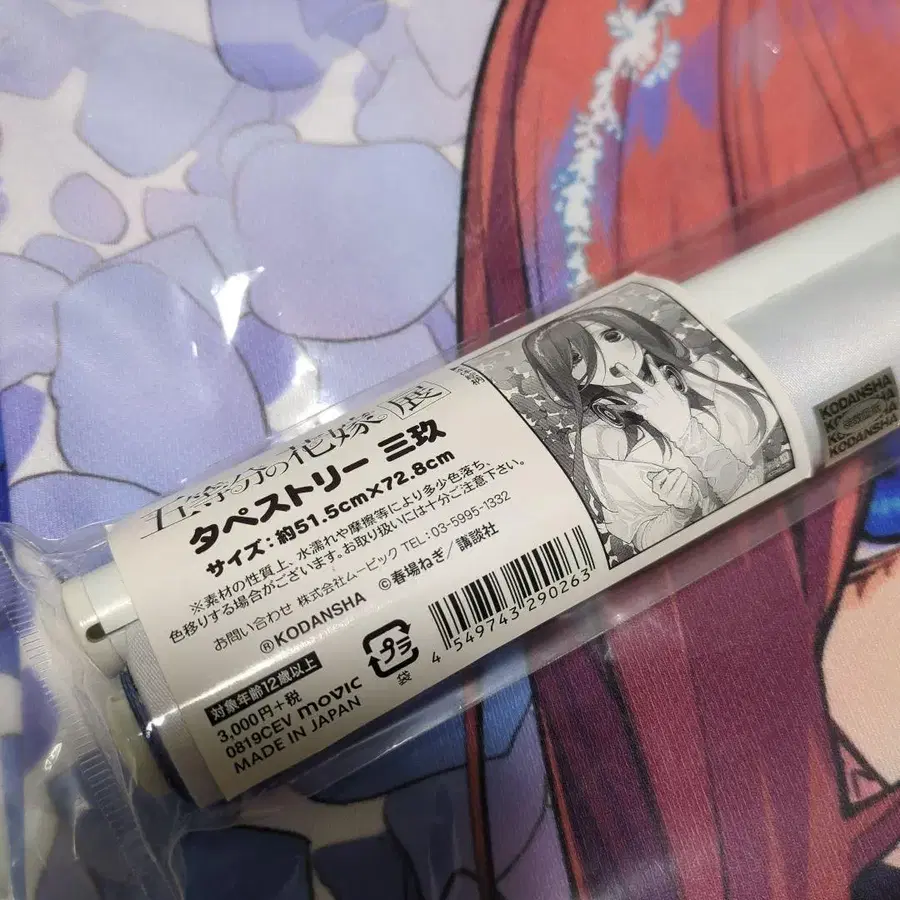 五等分の花嫁展
タペストリー 三玖
サイズ:約51.5cm×72.8cm
※素材の性質上、水濡れや摩擦等により多少色落ち、
色移りする場合がございます。お取り扱いには十分ご注意下さい。
お問い合わせ 株式会社ムービック TEL:03-5995-1332
®KODANSHA ©春場ねぎ/講談社
対象年齢12歳以上
3,000円+税
0819CEV movic
MADE IN JAPAN
プラ
袋
4 549743 290263
KODANSHA
KODANSHA